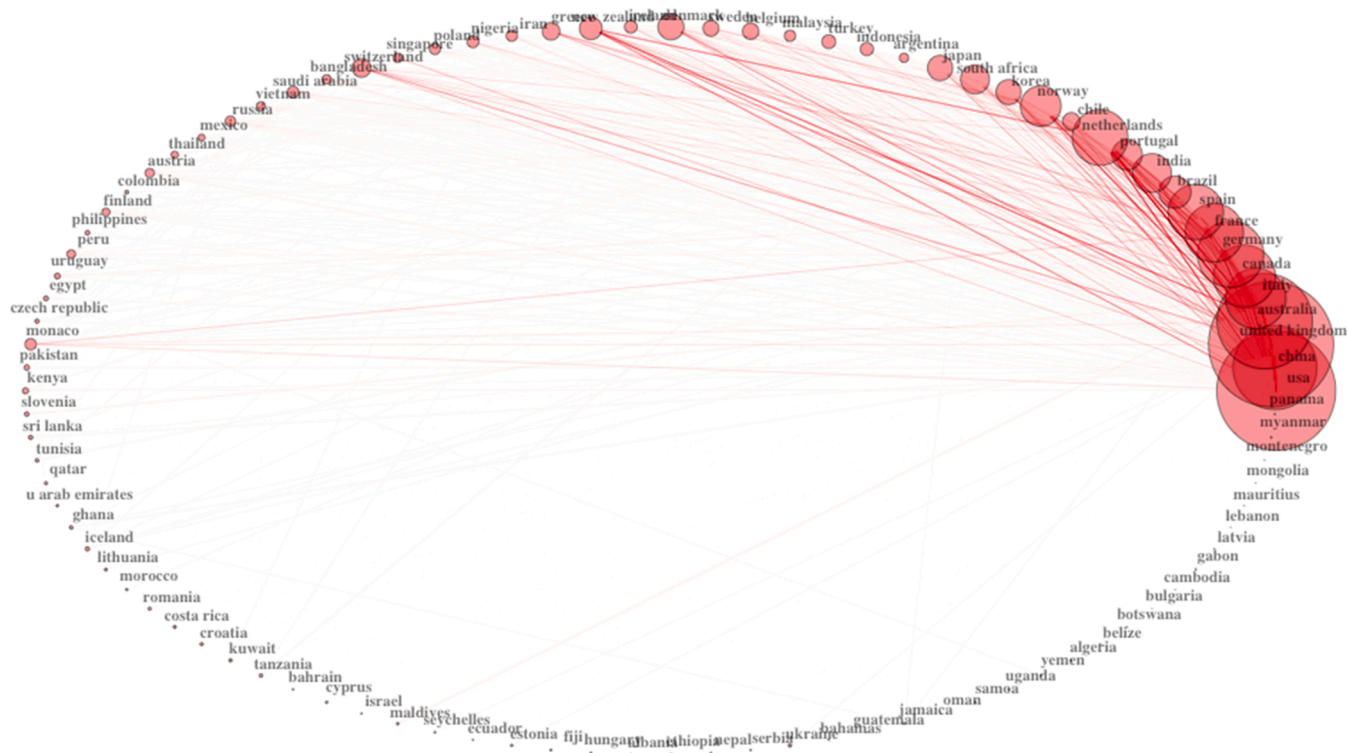 greece
new zealand
ireland
denmark
sweden
belgium
malaysia
turkey
indonesia
argentina
japan
south africa
korea
norway
chile
netherlands
portugal
india
brazil
spain
france
germany
canada
italy
australia
united kingdom
china
usa
panama
myanmar
montenegro
mongolia
mauritius
lebanon
latvia
gabon
cambodia
bulgaria
botswana
belize
algeria
yemen
uganda
samoa
oman
jamaica
guatemala
bahamas
ukraine
serbia
nepal
ethiopia
albania
hungary
fiji
estonia
ecuador
seychelles
maldives
israel
cyprus
bahrain
tanzania
kuwait
croatia
costa rica
romania
morocco
lithuania
iceland
ghana
u arab emirates
qatar
tunisia
sri lanka
slovenia
kenya
pakistan
monaco
czech republic
egypt
uruguay
peru
philippines
finland
colombia
austria
thailand
mexico
russia
vietnam
saudi arabia
bangladesh
switzerland
singapore
poland
nigeria
iran